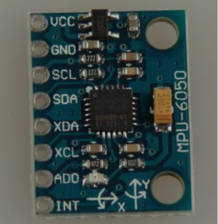 VCC
GND
SCL
SDA
XDA
XCL
ADO
INT
MPU-6050
Y
X